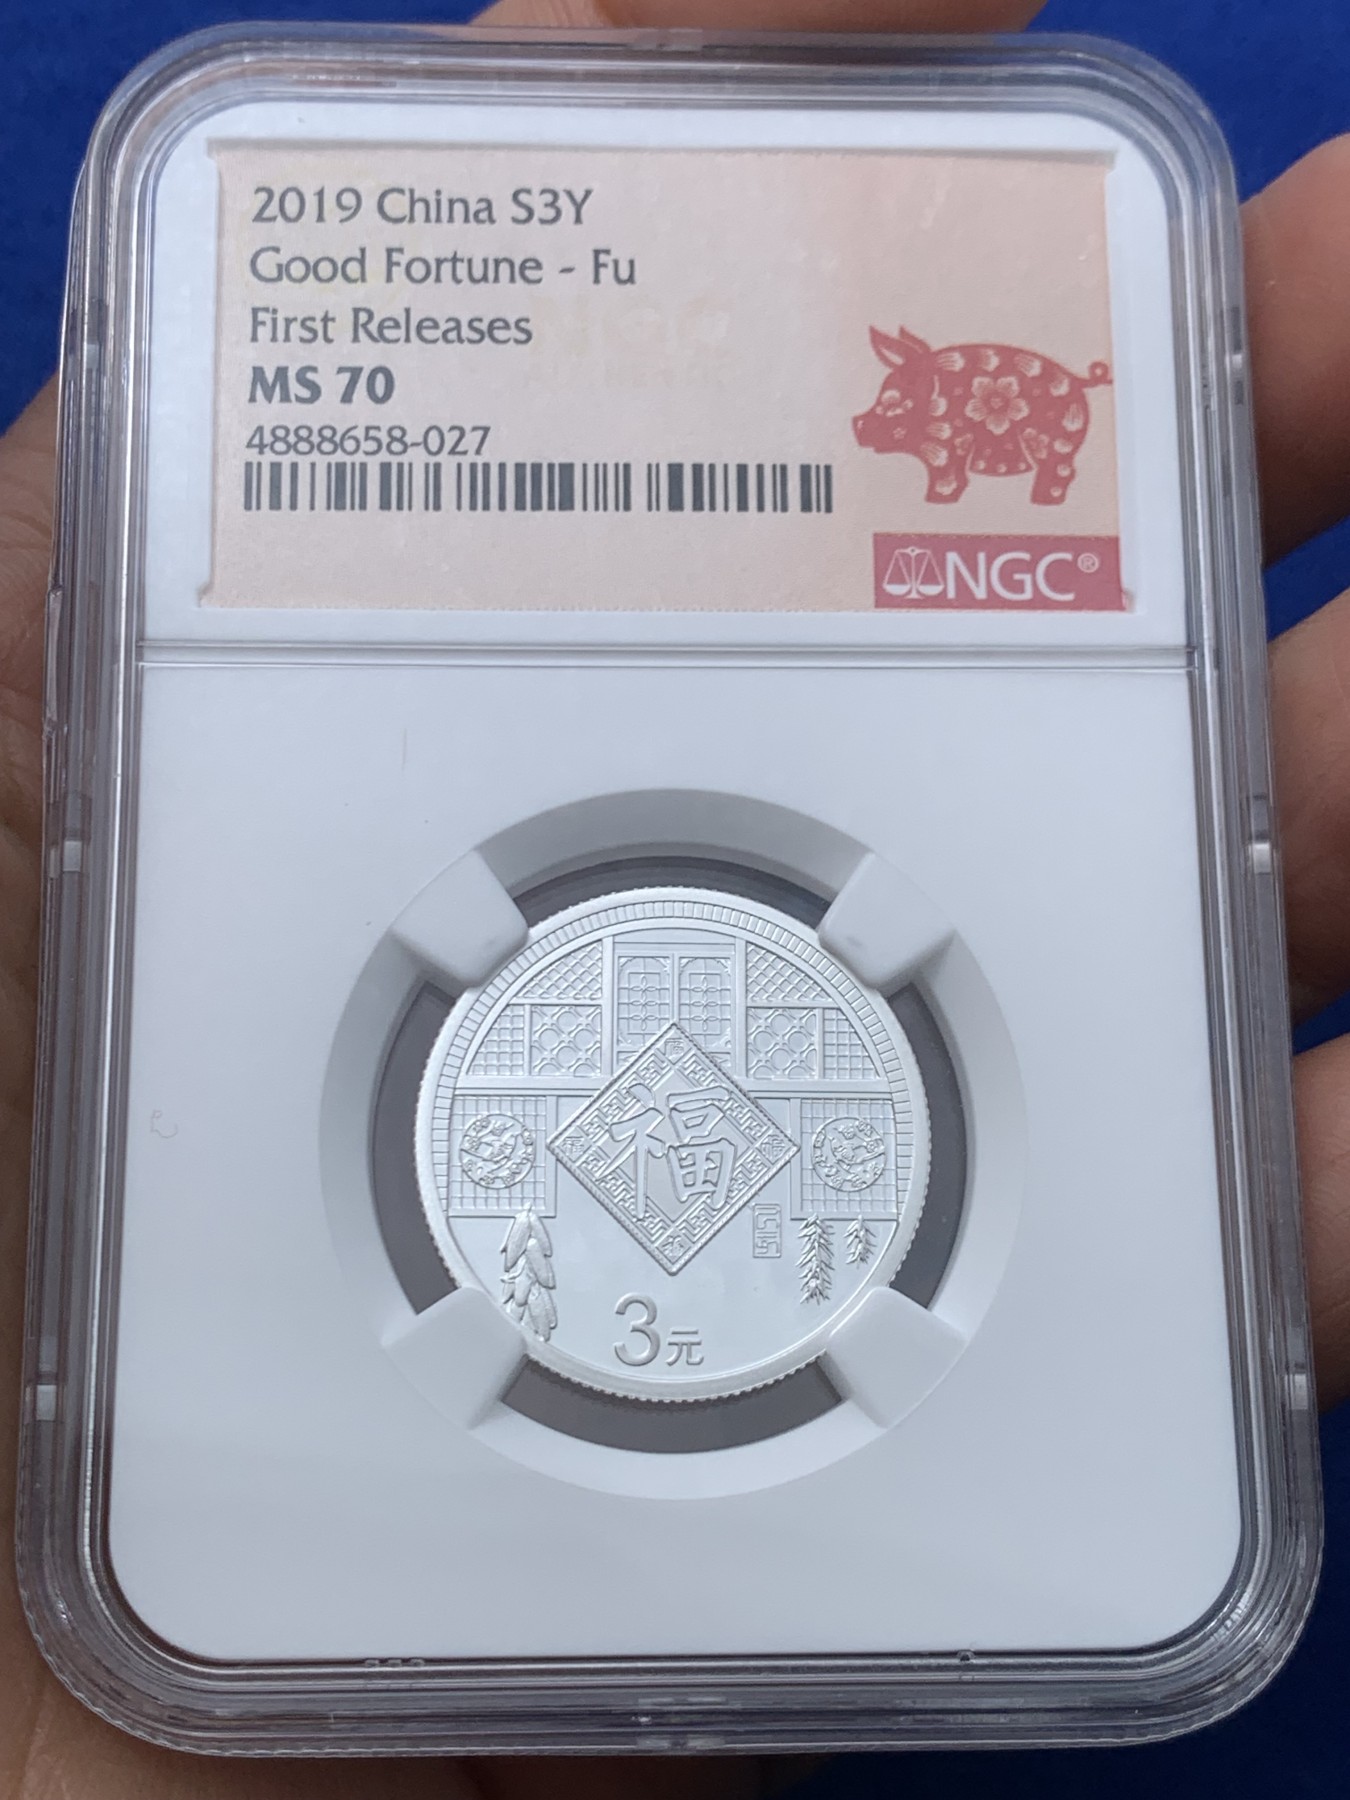 2019 China S3Y
Good Fortune - Fu
First Releases
MS 70
4888658-027
NGC®
福
3元